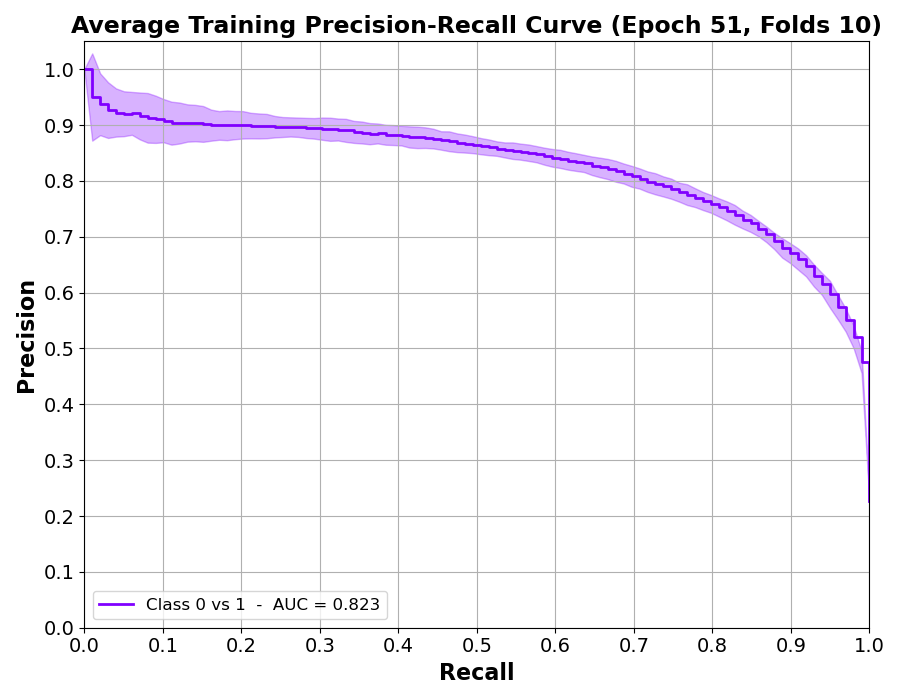 Average Training Precision-Recall Curve (Epoch 51, Folds 10)
1.0
0.9
0.8
0.7
0.6
0.5
0.4
0.3
0.2
0.1
0.0
Precision
Class 0 vs 1 - AUC = 0.823
0.0 0.1 0.2 0.3 0.4 0.5 0.6 0.7 0.8 0.9 1.0
Recall